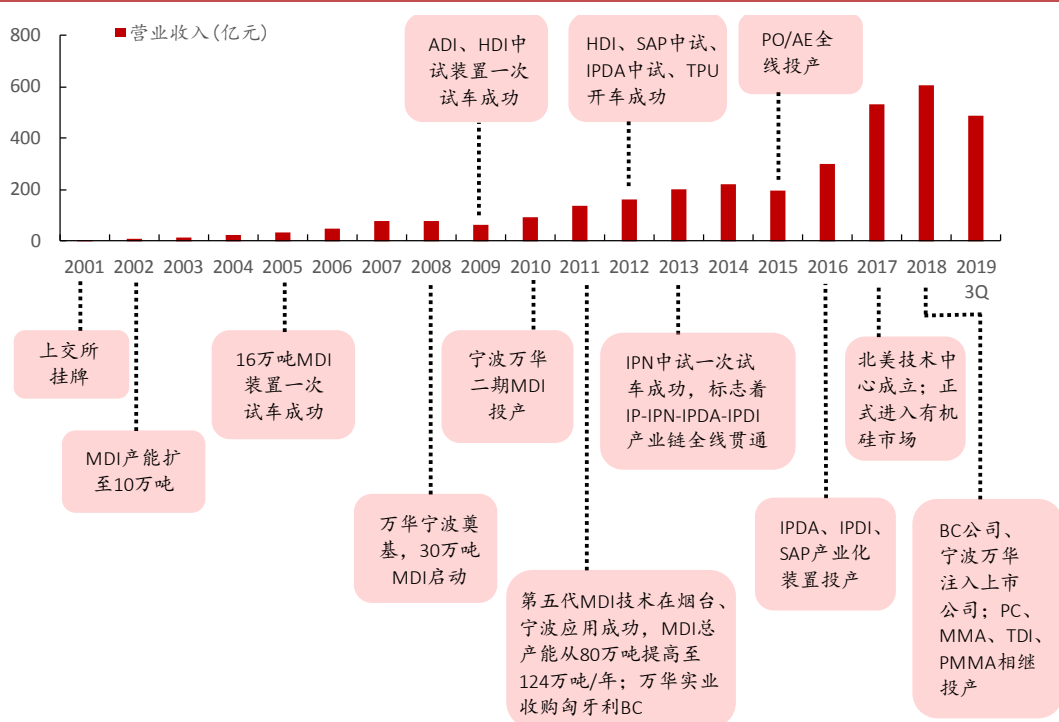 营业收入(亿元)
800
600
400
200
0
ADI、HDI中
试装置一次
试车成功
HDI、SAP中试、
IPDA中试、TPU
开车成功
PO/AE全
线投产
2001 2002 2003 2004 2005 2006 2007 2008 2009 2010 2011 2012 2013 2014 2015 2016 2017 2018 2019
3Q
上交所
挂牌
MDI产能扩
至10万吨
16万吨MDI
装置一次
试车成功
万华宁波奠
基，30万吨
MDI启动
宁波万华
二期MDI
投产
第五代MDI技术在烟台、
宁波应用成功，MDI总
产能从80万吨提高至
124万吨/年；万华实业
收购匈牙利BC
IPN中试一次试
车成功，标志着
IP-IPN-IPDA-IPDI
产业链全线贯通
IPDA、IPDI、
SAP产业化
装置投产
北美技术中
心成立；正
式进入有机
硅市场
BC公司、
宁波万华
注入上市
公司；PC、
MMA、TDI、
PMMA相继
投产